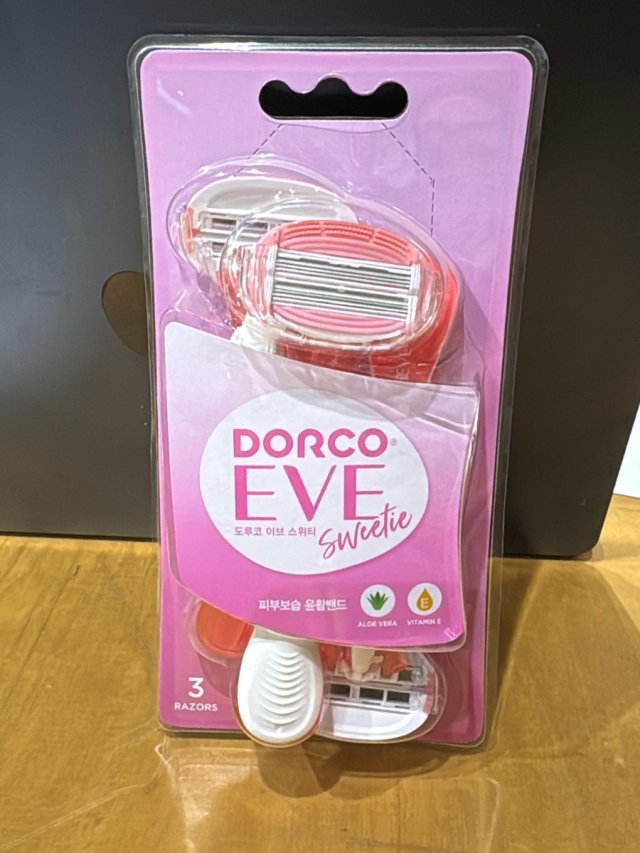 DORCO®
EVE
도루코 이브 스위티
Sweetie
피부보습 윤활밴드
ALOE VERA
E
VITAMIN E
3
RAZORS